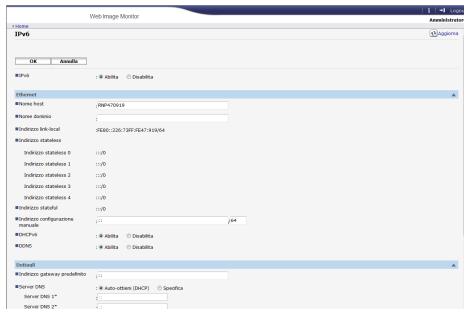 Logout
Web Image Monitor
Amministratore
Home
IPv6
Aggiorna
OK Annulla
IPv6 : Abilita Disabilita
Ethernet
Nome host : RNP470919
Nome dominio :
Indirizzo link-local :FE80::226:73FF:FE47:919/64
Indirizzo stateless
Indirizzo stateless 0 :::/0
Indirizzo stateless 1 :::/0
Indirizzo stateless 2 :::/0
Indirizzo stateless 3 :::/0
Indirizzo stateless 4 :::/0
Indirizzo stateful :::/0
Indirizzo configurazione manuale : :: /64
DHCPv6 : Abilita Disabilita
DDNS : Abilita Disabilita
Dettagli
Indirizzo gateway predefinito : ::
Server DNS : Auto-ottieni (DHCP) Specifica
Server DNS 1* : ::
Server DNS 2* : ::